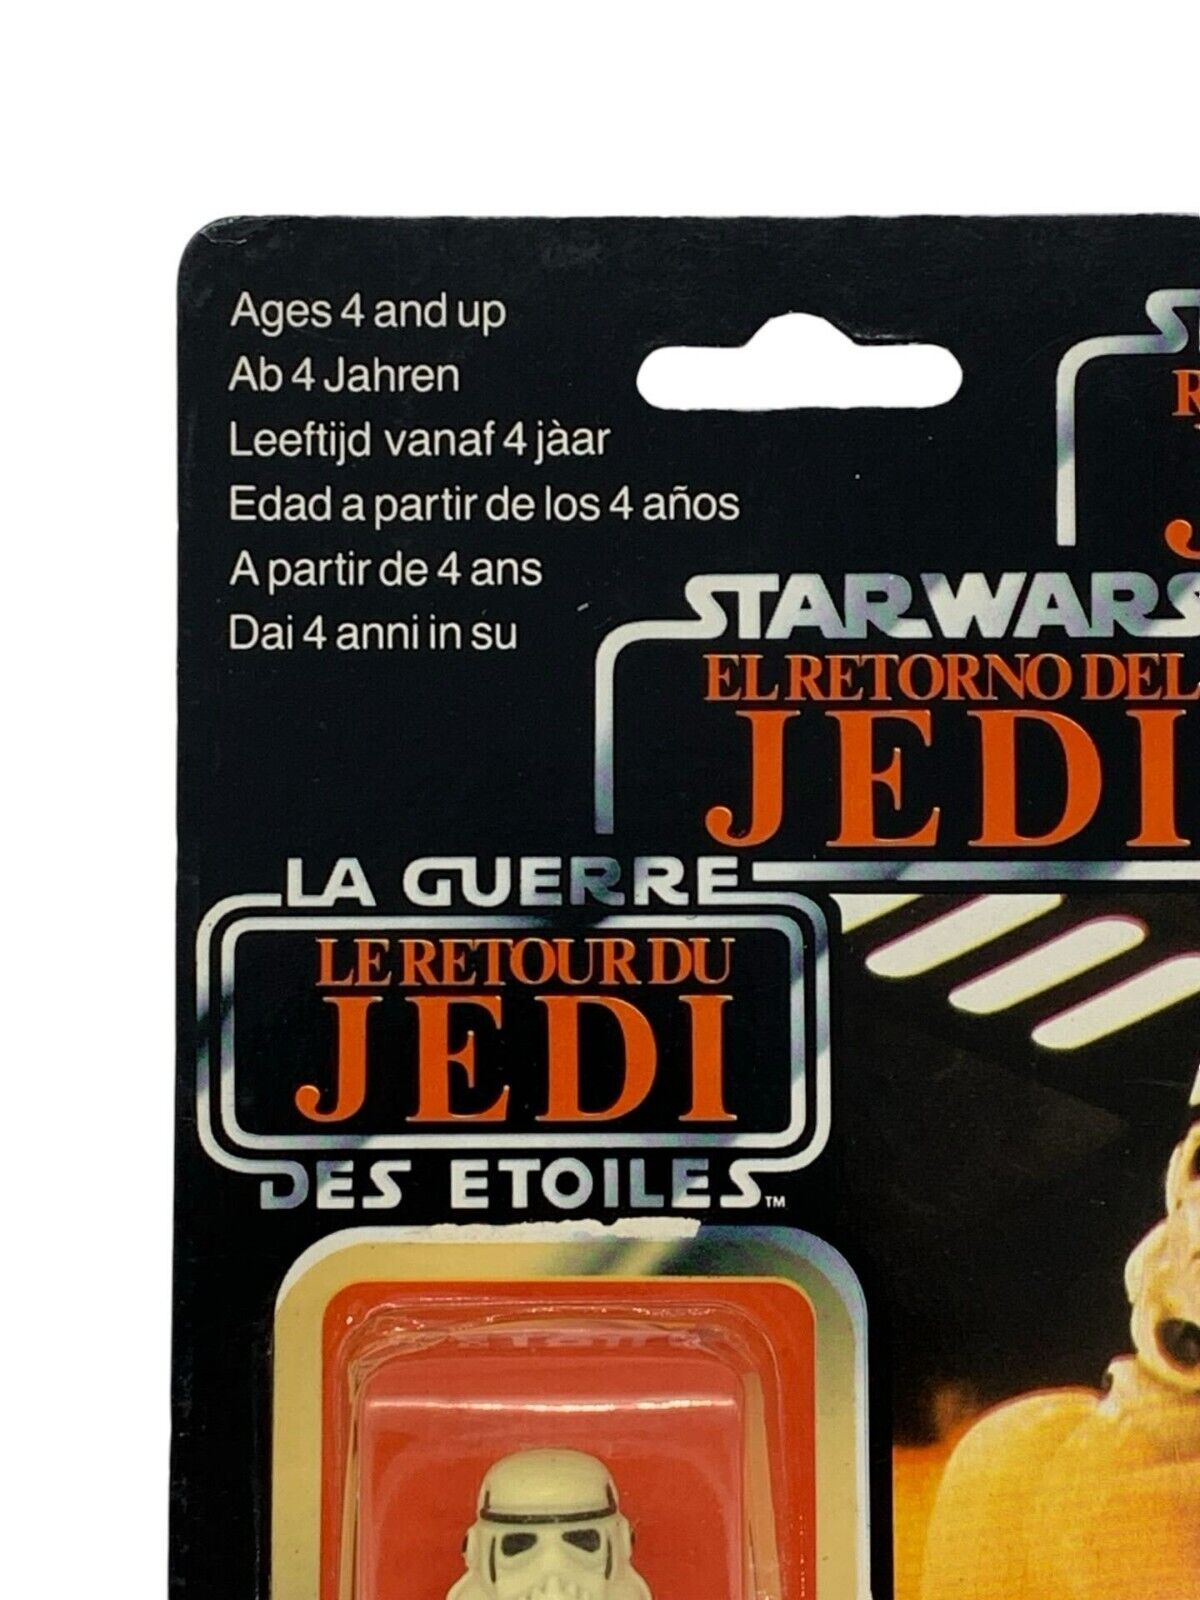 Ages 4 and up
Ab 4 Jahren
Leeftijd vanaf 4 jàar
Edad a partir de los 4 años
A partir de 4 ans
Dai 4 anni in su
STAR WARS
EL RETORNO DEL
JEDI
LA GUERRE
LE RETOUR DU
JEDI
DES ETOILES™